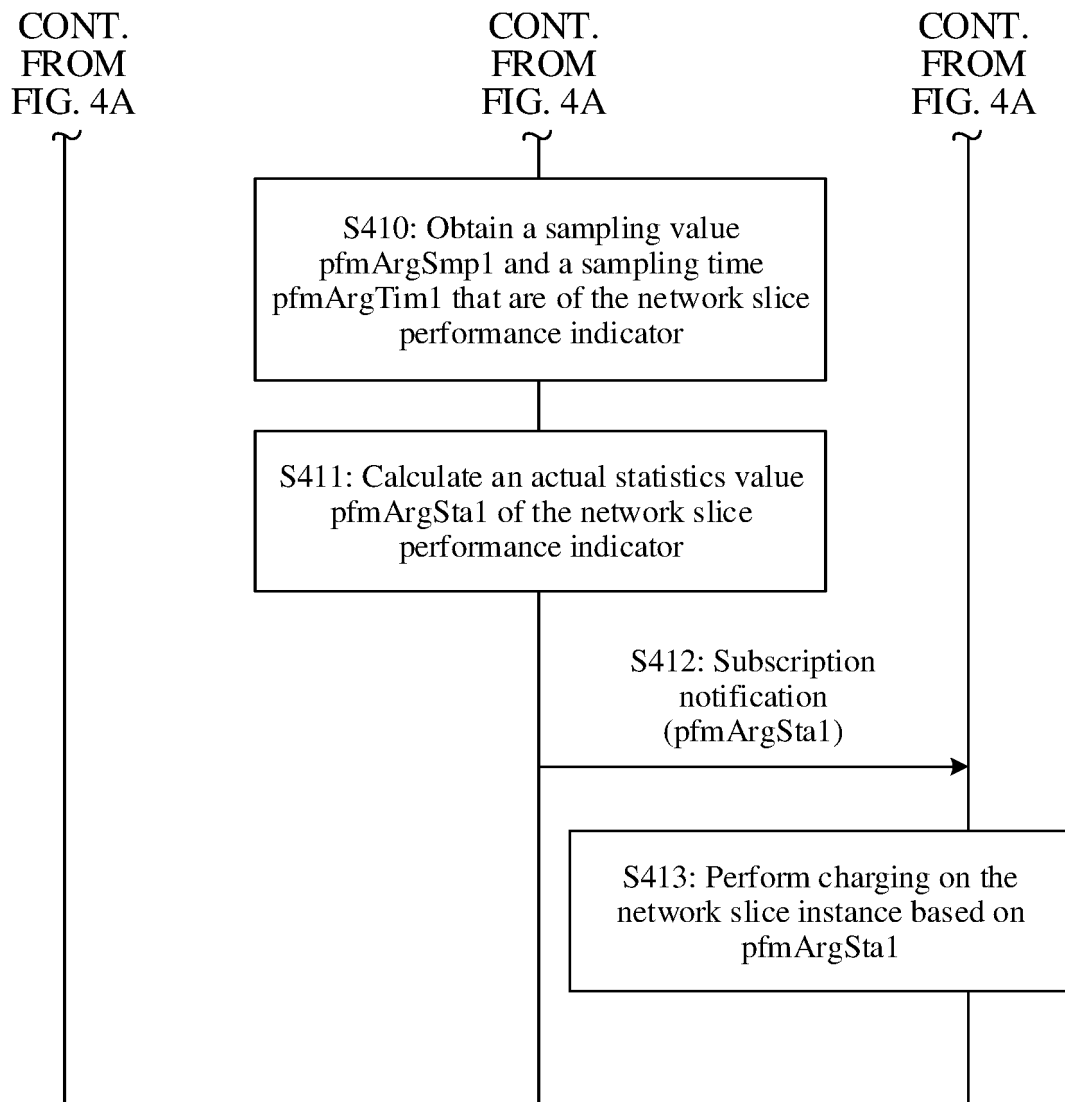 CONT.
FROM
FIG. 4A
CONT.
FROM
FIG. 4A
CONT.
FROM
FIG. 4A
S410: Obtain a sampling value
pfmArgSmp1 and a sampling time
pfmArgTim1 that are of the network slice
performance indicator
S411: Calculate an actual statistics value
pfmArgSta1 of the network slice
performance indicator
S412: Subscription
notification
(pfmArgSta1)
S413: Perform charging on the
network slice instance based on
pfmArgSta1